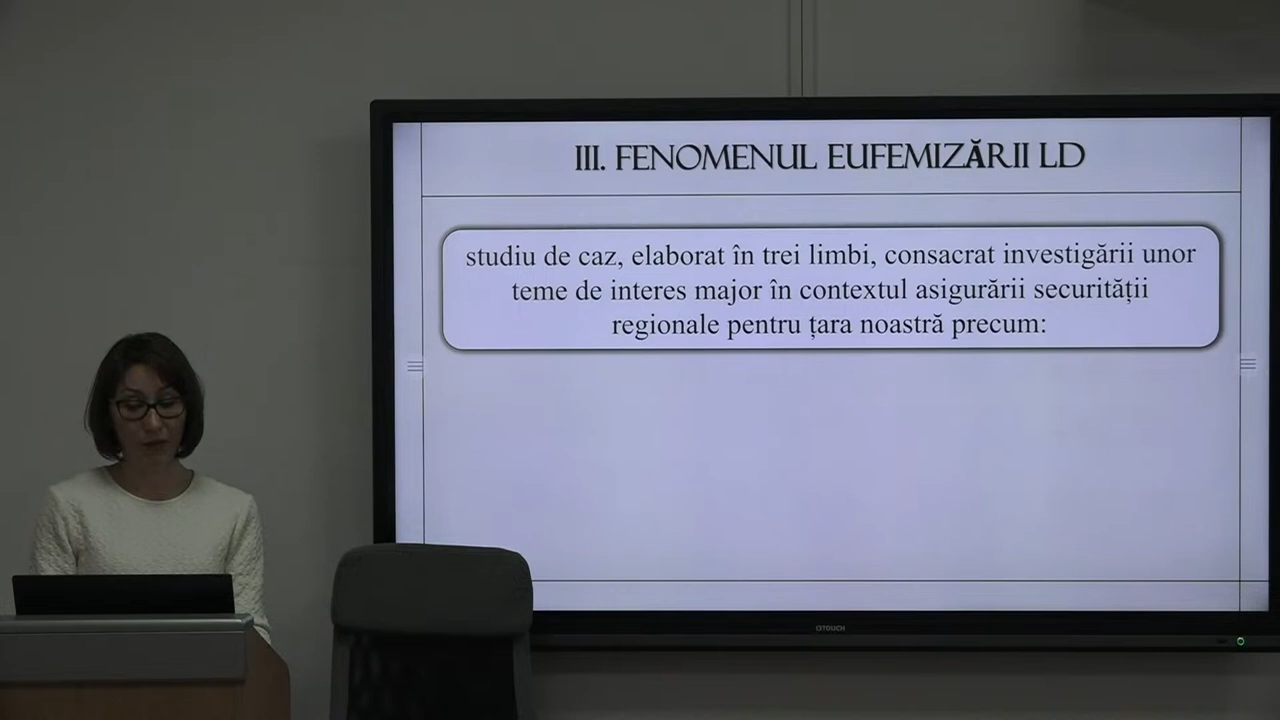 III. FENOMENUL EUFEMIZĂRII LD
studiu de caz, elaborat în trei limbi, consacrat investigării unor
teme de interes major în contextul asigurării securității
regionale pentru țara noastră precum: